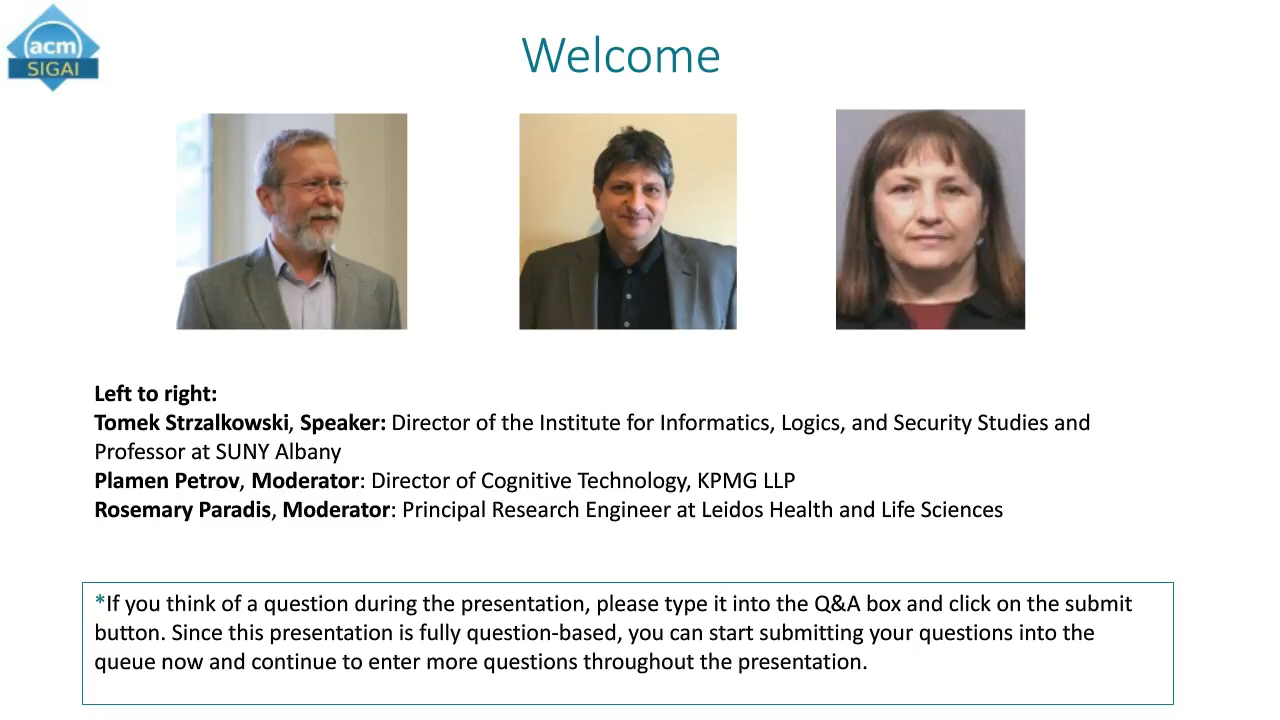 acm
SIGAI
Welcome
Left to right:
Tomek Strzalkowski, Speaker: Director of the Institute for Informatics, Logics, and Security Studies and
Professor at SUNY Albany
Plamen Petrov, Moderator: Director of Cognitive Technology, KPMG LLP
Rosemary Paradis, Moderator: Principal Research Engineer at Leidos Health and Life Sciences
*If you think of a question during the presentation, please type it into the Q&A box and click on the submit
button. Since this presentation is fully question-based, you can start submitting your questions into the
queue now and continue to enter more questions throughout the presentation.